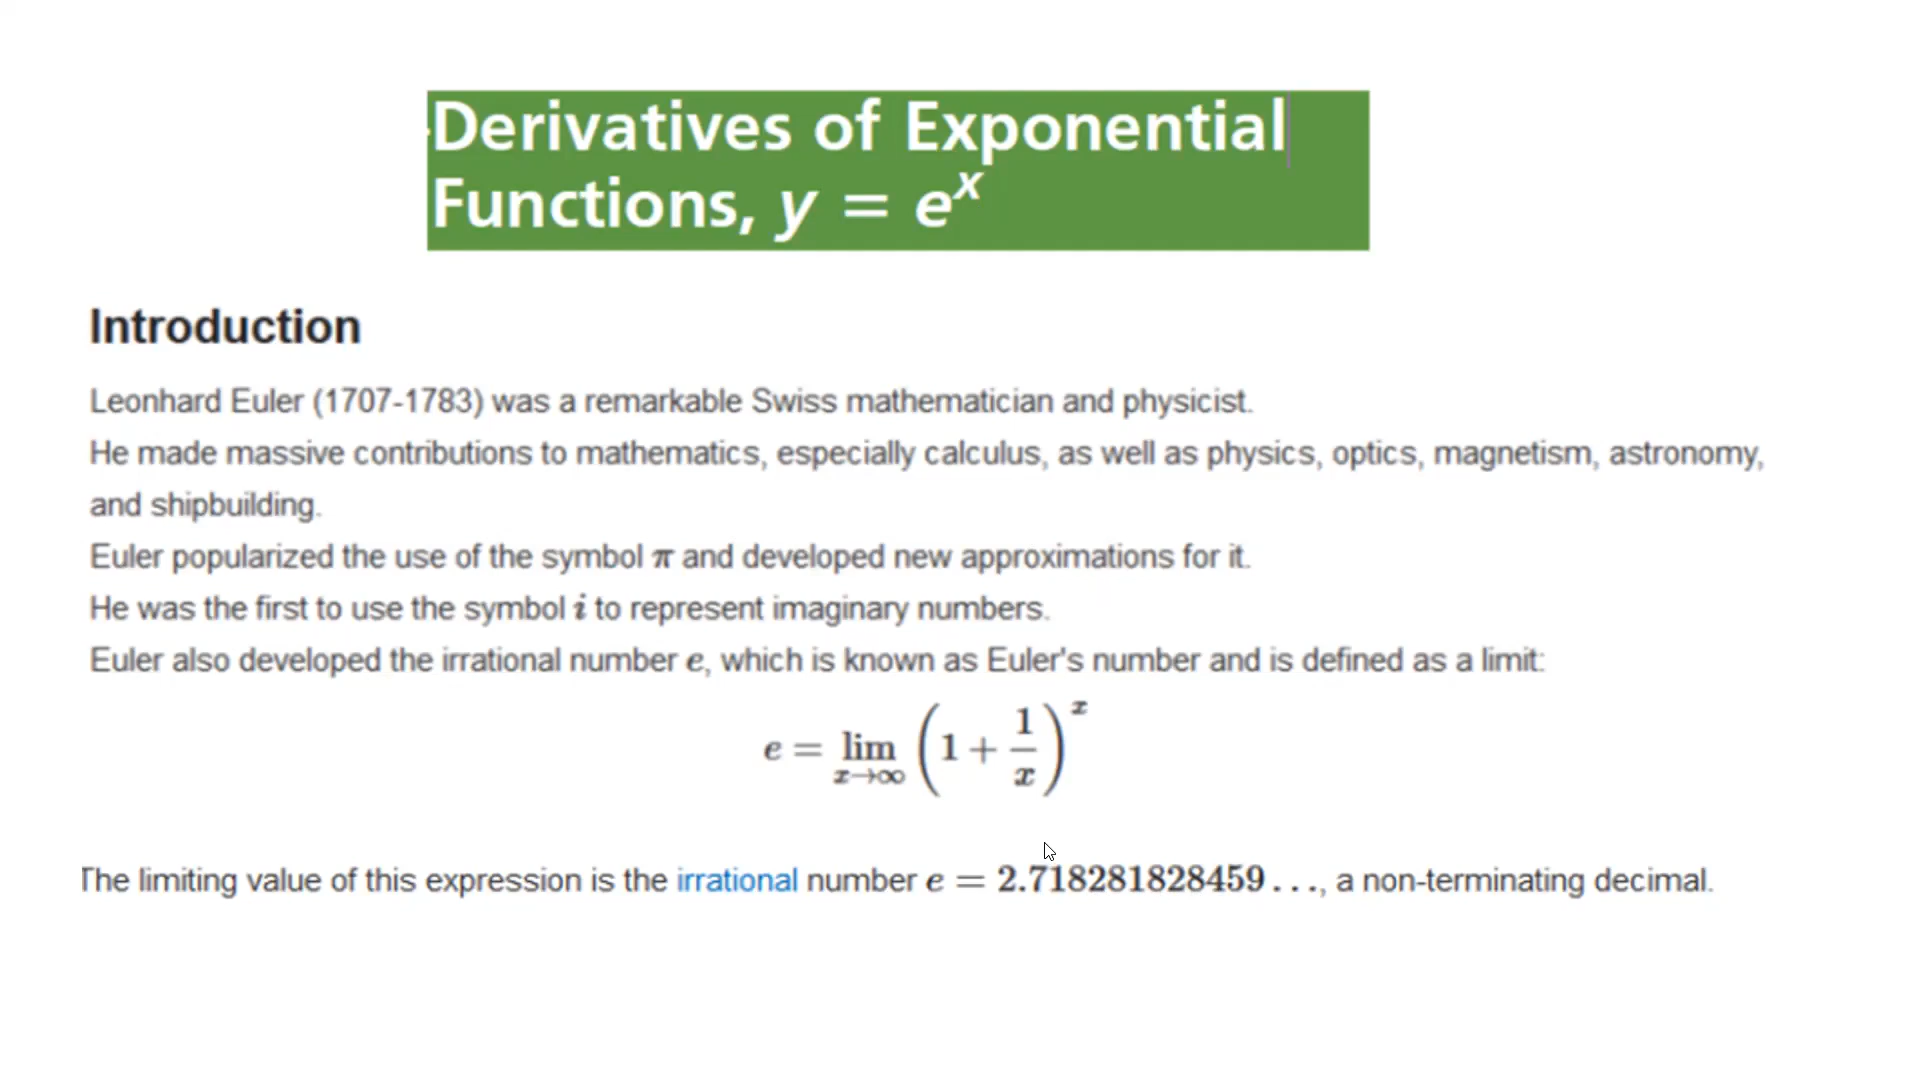 Derivatives of Exponential
Functions, y = e^x
Introduction
Leonhard Euler (1707-1783) was a remarkable Swiss mathematician and physicist.
He made massive contributions to mathematics, especially calculus, as well as physics, optics, magnetism, astronomy,
and shipbuilding.
Euler popularized the use of the symbol π and developed new approximations for it.
He was the first to use the symbol i to represent imaginary numbers.
Euler also developed the irrational number e, which is known as Euler's number and is defined as a limit:
e = lim x→∞ (1 + 1/x)^x
The limiting value of this expression is the irrational number e = 2.718281828459..., a non-terminating decimal.